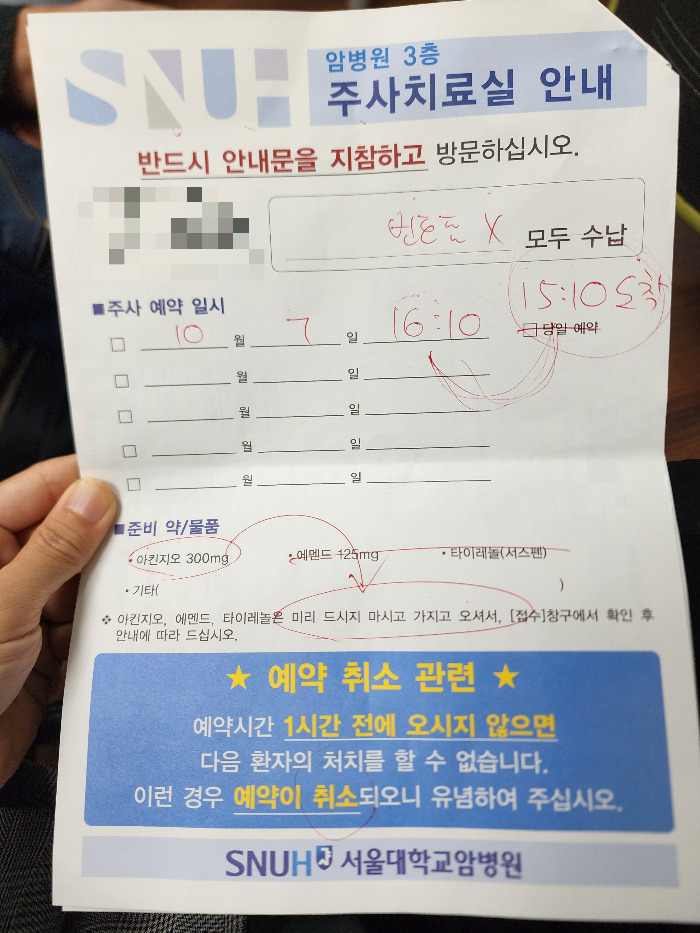 SNUH 암병원 3층
주사치료실 안내
반드시 안내문을 지참하고 방문하십시오.
번호표 X 모두 수납
15:10 도착
■주사 예약 일시
□ 10 월 7 일 16:10 □ 당일 예약
□ 월 일
□ 월 일
□ 월 일
□ 월 일
■준비 약/물품
• 아킨지오 300mg • 에멘드 125mg • 타이레놀(서스펜)
• 기타( )
❖ 아킨지오, 에멘드, 타이레놀은 미리 드시지 마시고 가지고 오셔서, [접수]창구에서 확인 후
안내에 따라 드십시오.
★ 예약 취소 관련 ★
예약시간 1시간 전에 오시지 않으면
다음 환자의 처치를 할 수 없습니다.
이런 경우 예약이 취소되오니 유념하여 주십시오.
SNUH 서울대학교암병원